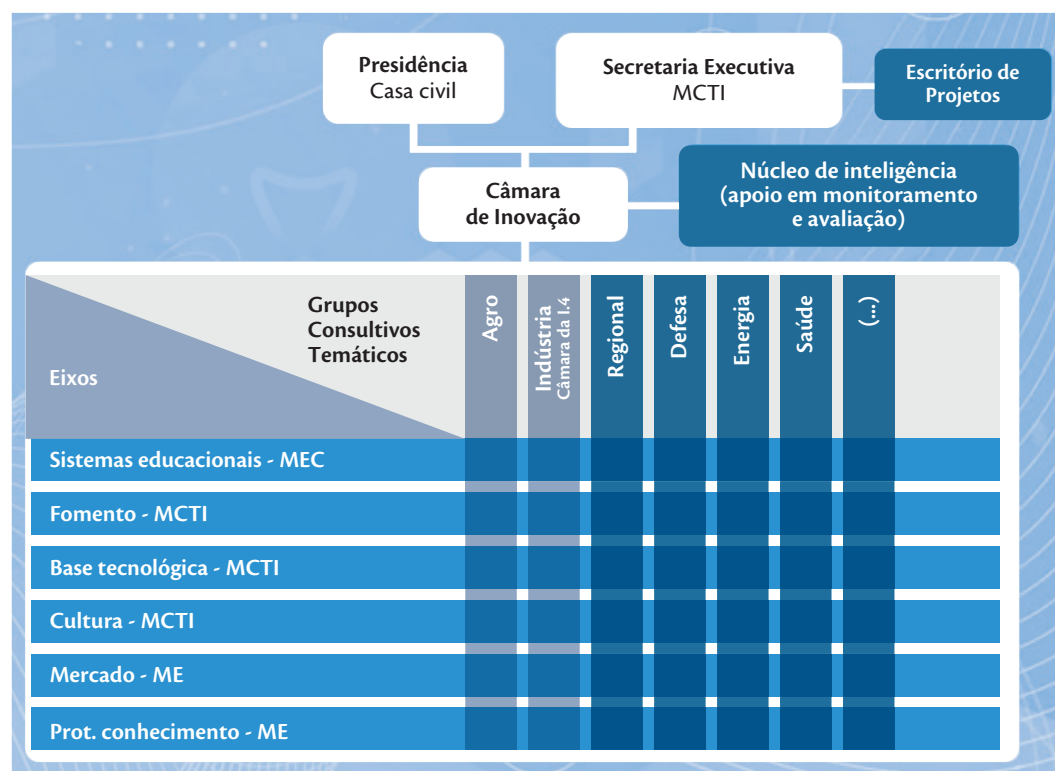 Presidência
Casa civil
Secretaria Executiva
MCTI
Escritório de
Projetos
Câmara
de Inovação
Núcleo de inteligência
(apoio em monitoramento
e avaliação)
Grupos
Consultivos
Temáticos
Eixos
Agro
Indústria
Câmara da I.4
Regional
Defesa
Energia
Saúde
(...)
Sistemas educacionais - MEC
Fomento - MCTI
Base tecnológica - MCTI
Cultura - MCTI
Mercado - ME
Prot. conhecimento - ME